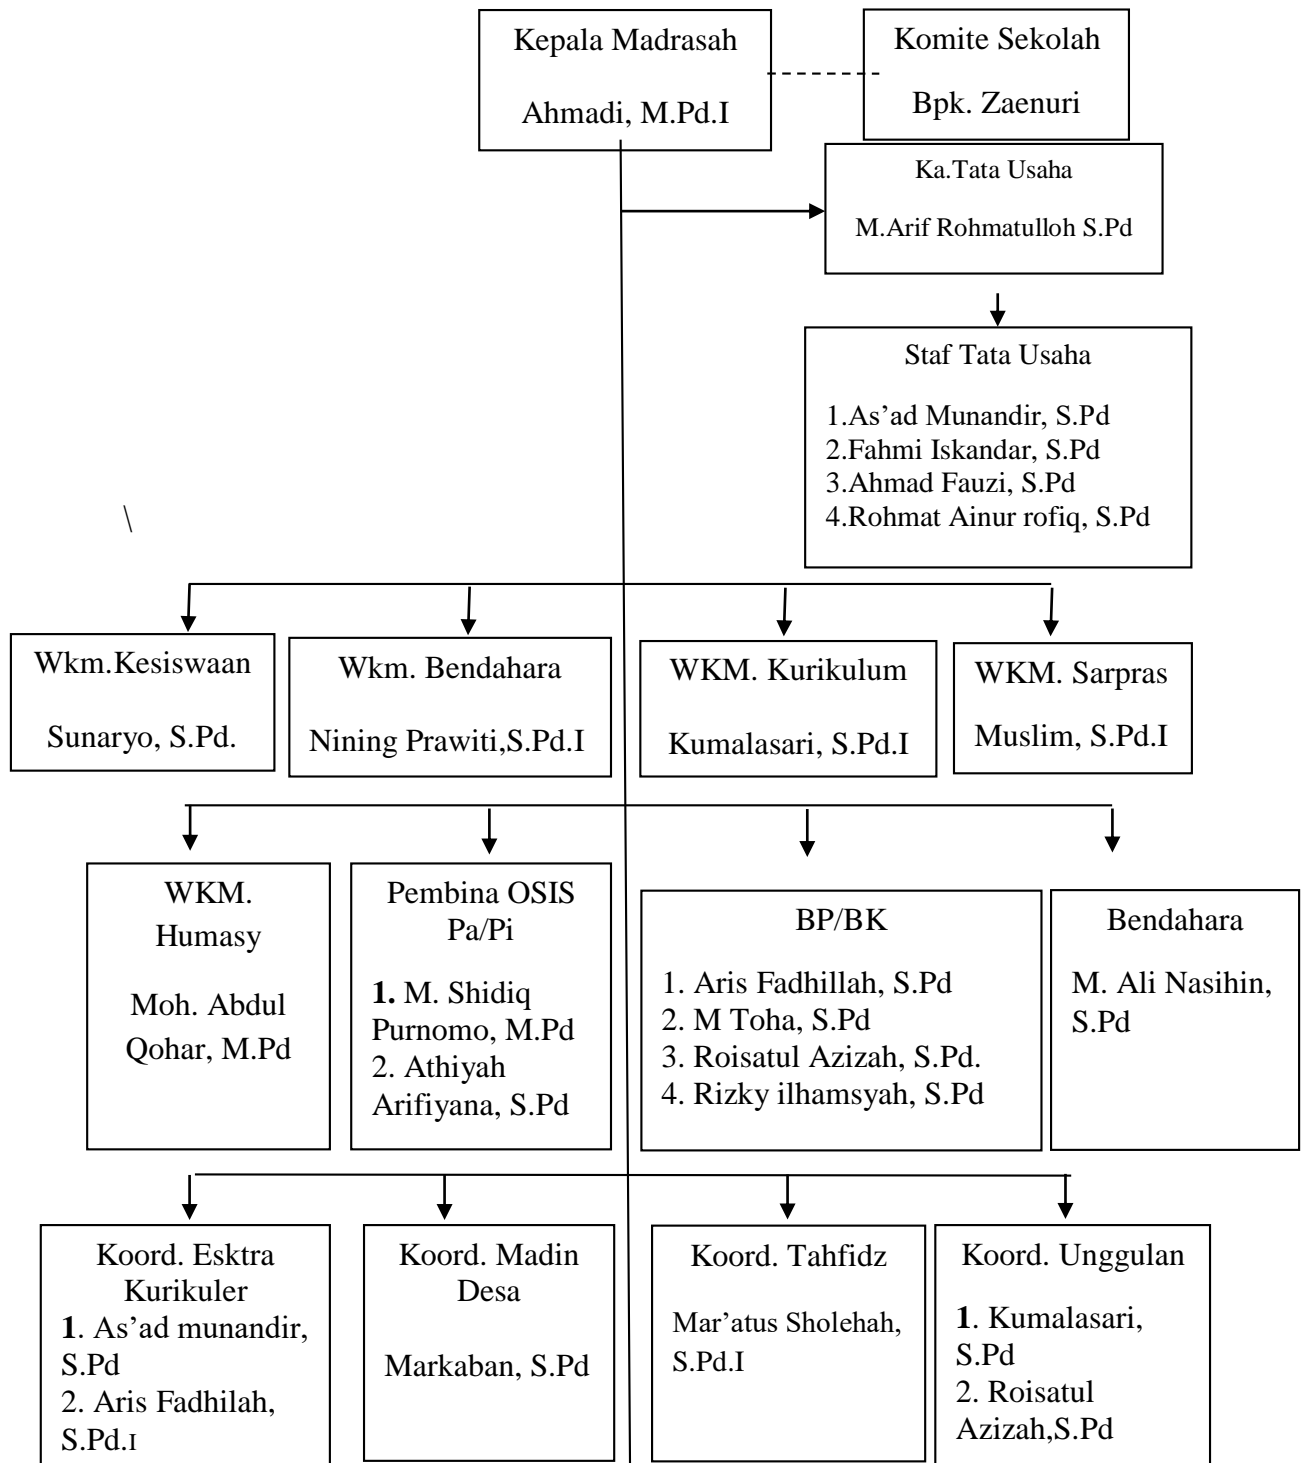 Kepala Madrasah
Ahmadi, M.Pd.I
Komite Sekolah
Bpk. Zaenuri
Ka.Tata Usaha
M.Arif Rohmatulloh S.Pd
Staf Tata Usaha
1.As’ad Munandir, S.Pd
2.Fahmi Iskandar, S.Pd
3.Ahmad Fauzi, S.Pd
4.Rohmat Ainur rofiq, S.Pd
\
Wkm.Kesiswaan
Sunaryo, S.Pd.
Wkm. Bendahara
Nining Prawiti,S.Pd.I
WKM. Kurikulum
Kumalasari, S.Pd.I
WKM. Sarpras
Muslim, S.Pd.I
WKM.
Humasy
Moh. Abdul
Qohar, M.Pd
Pembina OSIS
Pa/Pi
1. M. Shidiq
Purnomo, M.Pd
2. Athiyah
Arifiyana, S.Pd
BP/BK
1. Aris Fadhillah, S.Pd
2. M Toha, S.Pd
3. Roisatul Azizah, S.Pd.
4. Rizky ilhamsyah, S.Pd
Bendahara
M. Ali Nasihin,
S.Pd
Koord. Esktra
Kurikuler
1. As’ad munandir,
S.Pd
2. Aris Fadhilah,
S.Pd.I
Koord. Madin
Desa
Markaban, S.Pd
Koord. Tahfidz
Mar’atus Sholehah,
S.Pd.I
Koord. Unggulan
1. Kumalasari,
S.Pd
2. Roisatul
Azizah,S.Pd